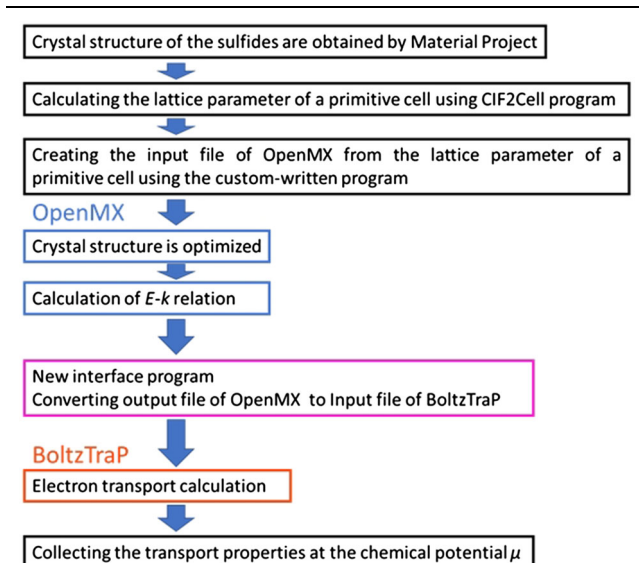 Crystal structure of the sulfides are obtained by Material Project
Calculating the lattice parameter of a primitive cell using CIF2Cell program
Creating the input file of OpenMX from the lattice parameter of a
primitive cell using the custom-written program
OpenMX
Crystal structure is optimized
Calculation of E-k relation
New interface program
Converting output file of OpenMX to Input file of BoltzTraP
BoltzTraP
Electron transport calculation
Collecting the transport properties at the chemical potential μ